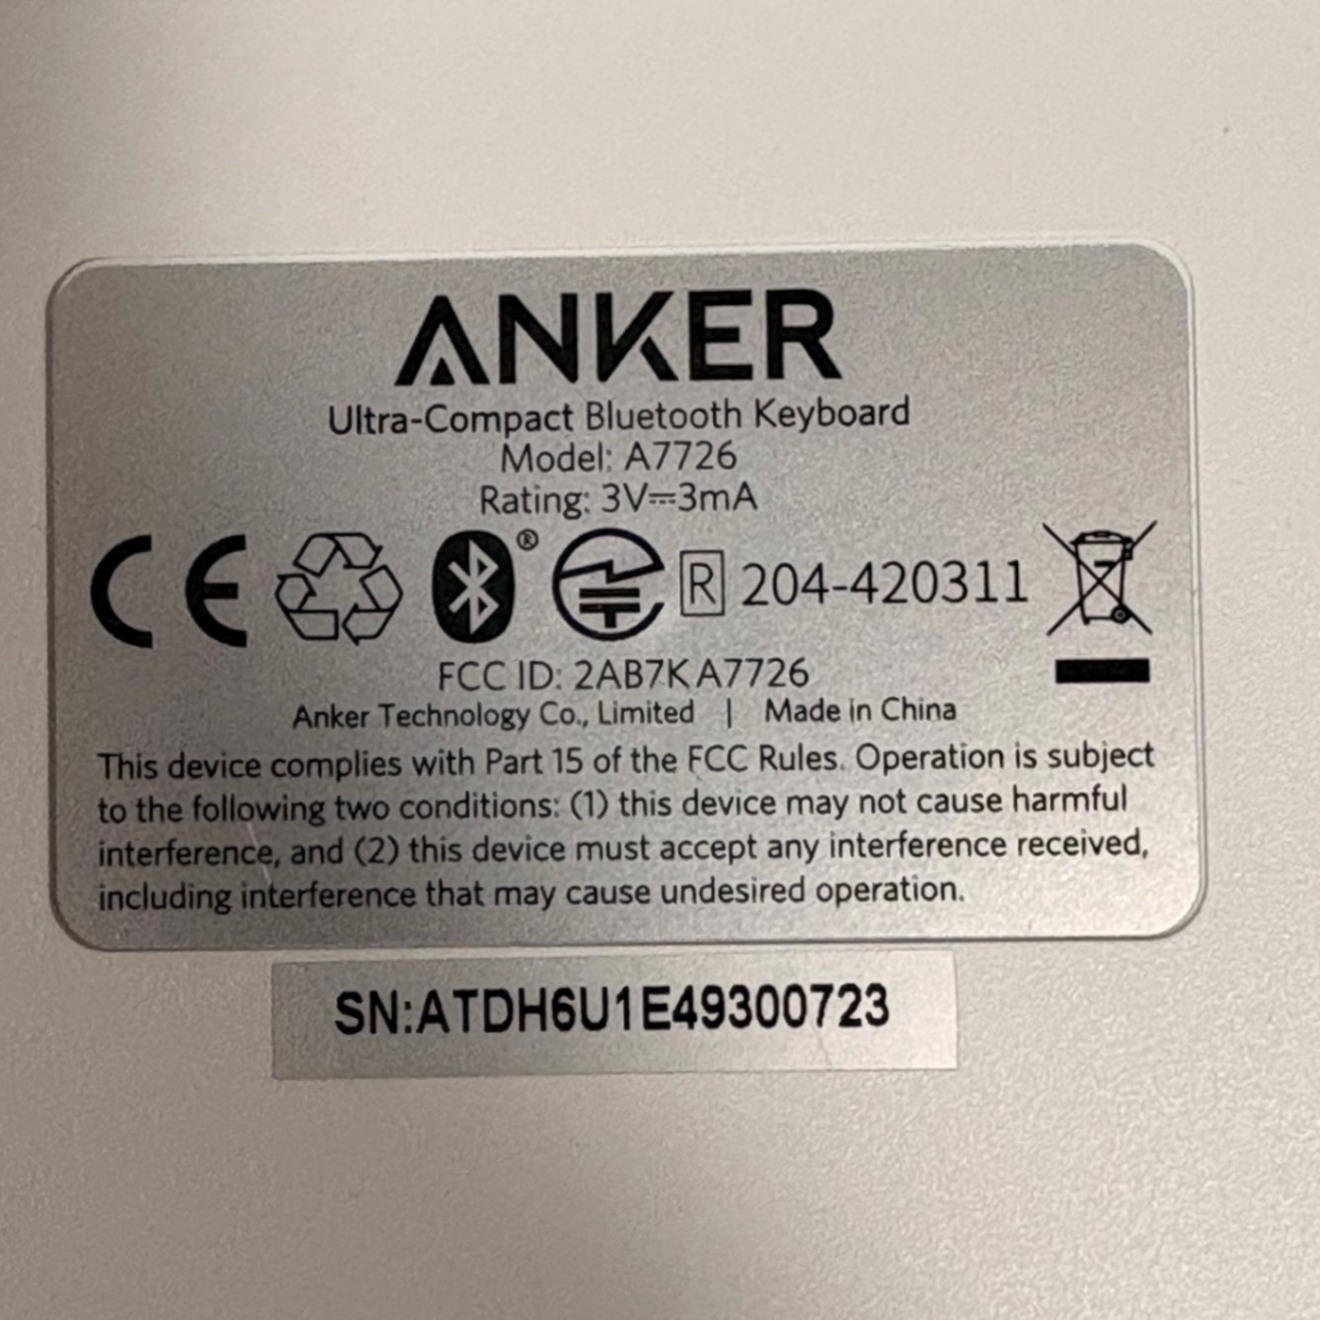 ANKER
Ultra-Compact Bluetooth Keyboard
Model: A7726
Rating: 3V⎓3mA
CE ® R 204-420311
FCC ID: 2AB7KA7726
Anker Technology Co., Limited | Made in China
This device complies with Part 15 of the FCC Rules. Operation is subject
to the following two conditions: (1) this device may not cause harmful
interference, and (2) this device must accept any interference received,
including interference that may cause undesired operation.
SN:ATDH6U1E49300723